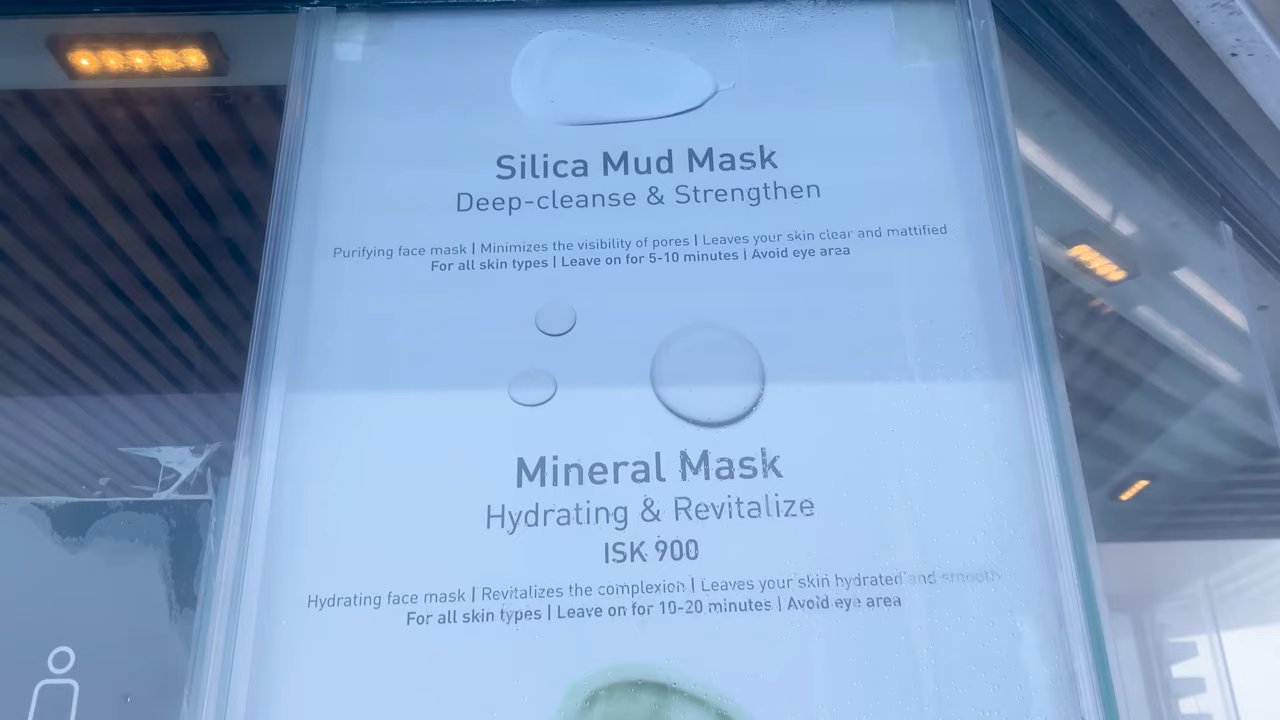 Silica Mud Mask
Deep-cleanse & Strengthen
Purifying face mask | Minimizes the visibility of pores | Leaves your skin clear and mattified
For all skin types | Leave on for 5-10 minutes | Avoid eye area
Mineral Mask
Hydrating & Revitalize
ISK 900
Hydrating face mask | Revitalizes the complexion | Leaves your skin hydrated and smooth
For all skin types | Leave on for 10-20 minutes | Avoid eye area